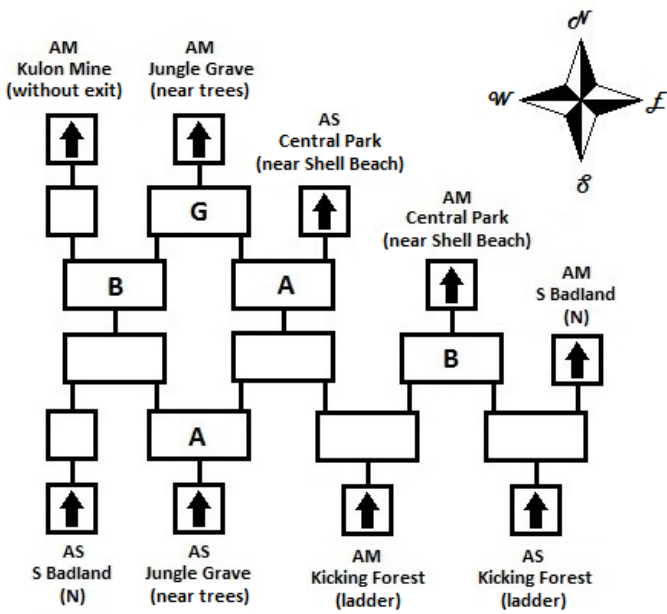 N
W
E
S
AM
Kulon Mine
(without exit)
AM
Jungle Grave
(near trees)
AS
Central Park
(near Shell Beach)
AM
Central Park
(near Shell Beach)
AM
S Badland
(N)
G
B
A
B
A
AS
S Badland
(N)
AS
Jungle Grave
(near trees)
AM
Kicking Forest
(ladder)
AS
Kicking Forest
(ladder)